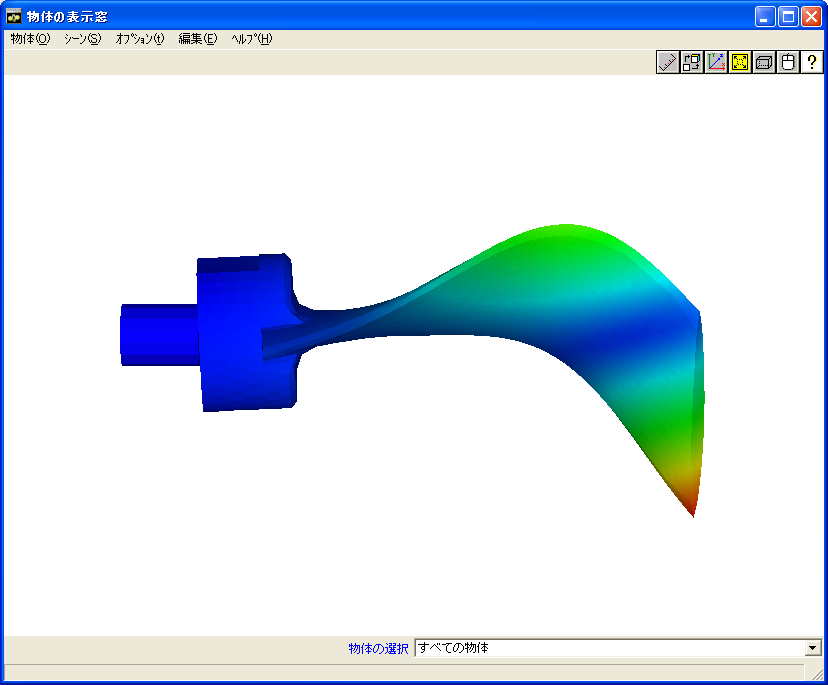 物体の表示窓
物体(O) シーン(S) オプション(t) 編集(E) ヘルプ(H)
?
物体の選択 すべての物体